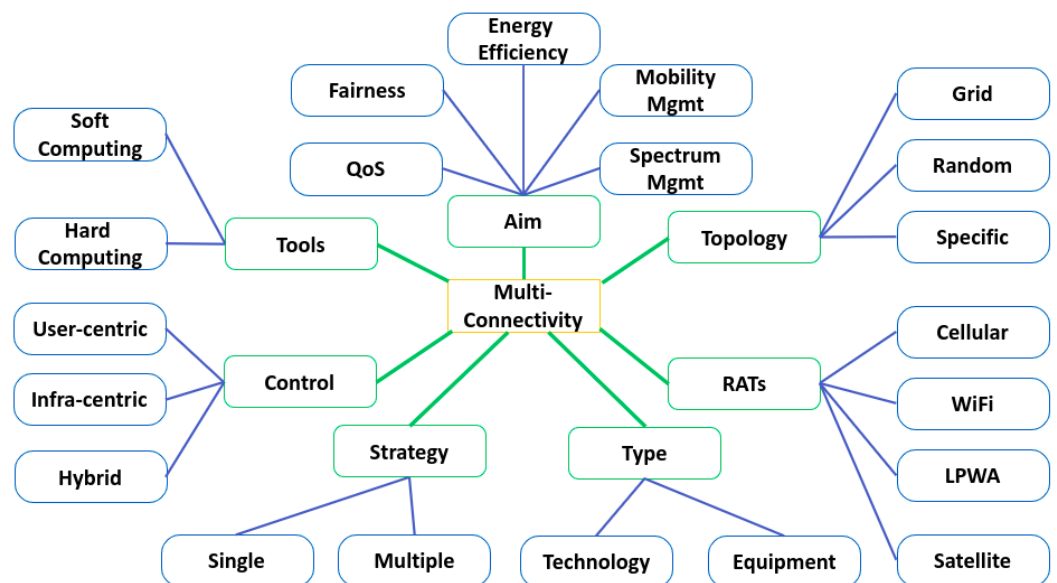 Energy
Efficiency
Fairness
Mobility
Mgmt
Grid
Soft
Computing
QoS
Spectrum
Mgmt
Random
Hard
Computing
Tools
Aim
Topology
Specific
Multi-
Connectivity
User-centric
Cellular
Control
RATs
Infra-centric
WiFi
Strategy
Type
Hybrid
LPWA
Single
Multiple
Technology
Equipment
Satellite